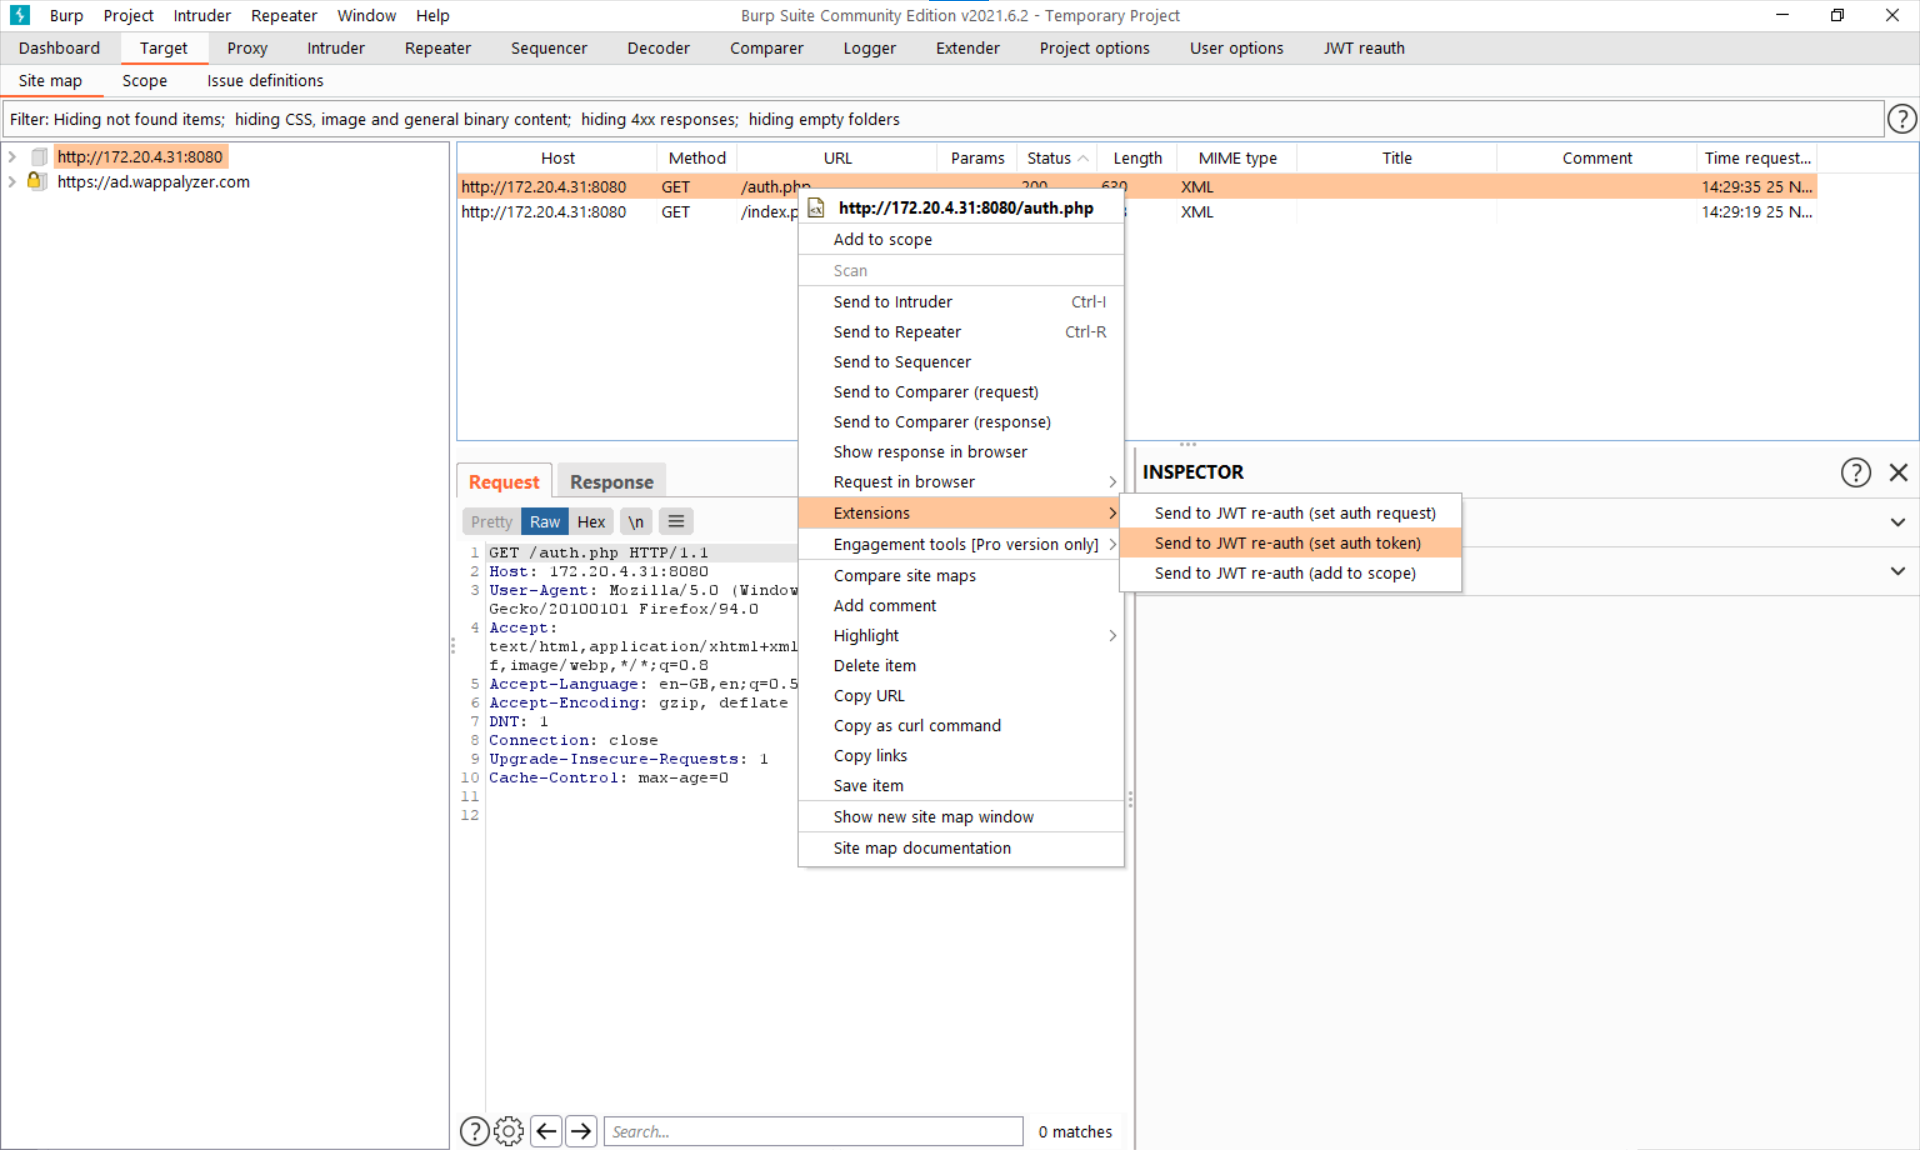 Burp Project Intruder Repeater Window Help Burp Suite Community Edition v2021.6.2 - Temporary Project
Dashboard Target Proxy Intruder Repeater Sequencer Decoder Comparer Logger Extender Project options User options JWT reauth
Site map Scope Issue definitions
Filter: Hiding not found items; hiding CSS, image and general binary content; hiding 4xx responses; hiding empty folders ?
http://172.20.4.31:8080
https://ad.wappalyzer.com
Host Method URL Params Status Length MIME type Title Comment Time request...
http://172.20.4.31:8080 GET /auth.php 200 630 XML 14:29:35 25 N...
http://172.20.4.31:8080 GET /index.p XML 14:29:19 25 N...
http://172.20.4.31:8080/auth.php
Add to scope
Scan
Send to Intruder Ctrl-I
Send to Repeater Ctrl-R
Send to Sequencer
Send to Comparer (request)
Send to Comparer (response)
Show response in browser
Request in browser
Extensions
Engagement tools [Pro version only]
Compare site maps
Add comment
Highlight
Delete item
Copy URL
Copy as curl command
Copy links
Save item
Show new site map window
Site map documentation
Send to JWT re-auth (set auth request)
Send to JWT re-auth (set auth token)
Send to JWT re-auth (add to scope)
Request Response
Pretty Raw Hex \n
1 GET /auth.php HTTP/1.1
2 Host: 172.20.4.31:8080
3 User-Agent: Mozilla/5.0 (Window
Gecko/20100101 Firefox/94.0
4 Accept:
text/html,application/xhtml+xml
f,image/webp,*/*;q=0.8
5 Accept-Language: en-GB,en;q=0.5
6 Accept-Encoding: gzip, deflate
7 DNT: 1
8 Connection: close
9 Upgrade-Insecure-Requests: 1
10 Cache-Control: max-age=0
11
12
INSPECTOR ?
? Search... 0 matches